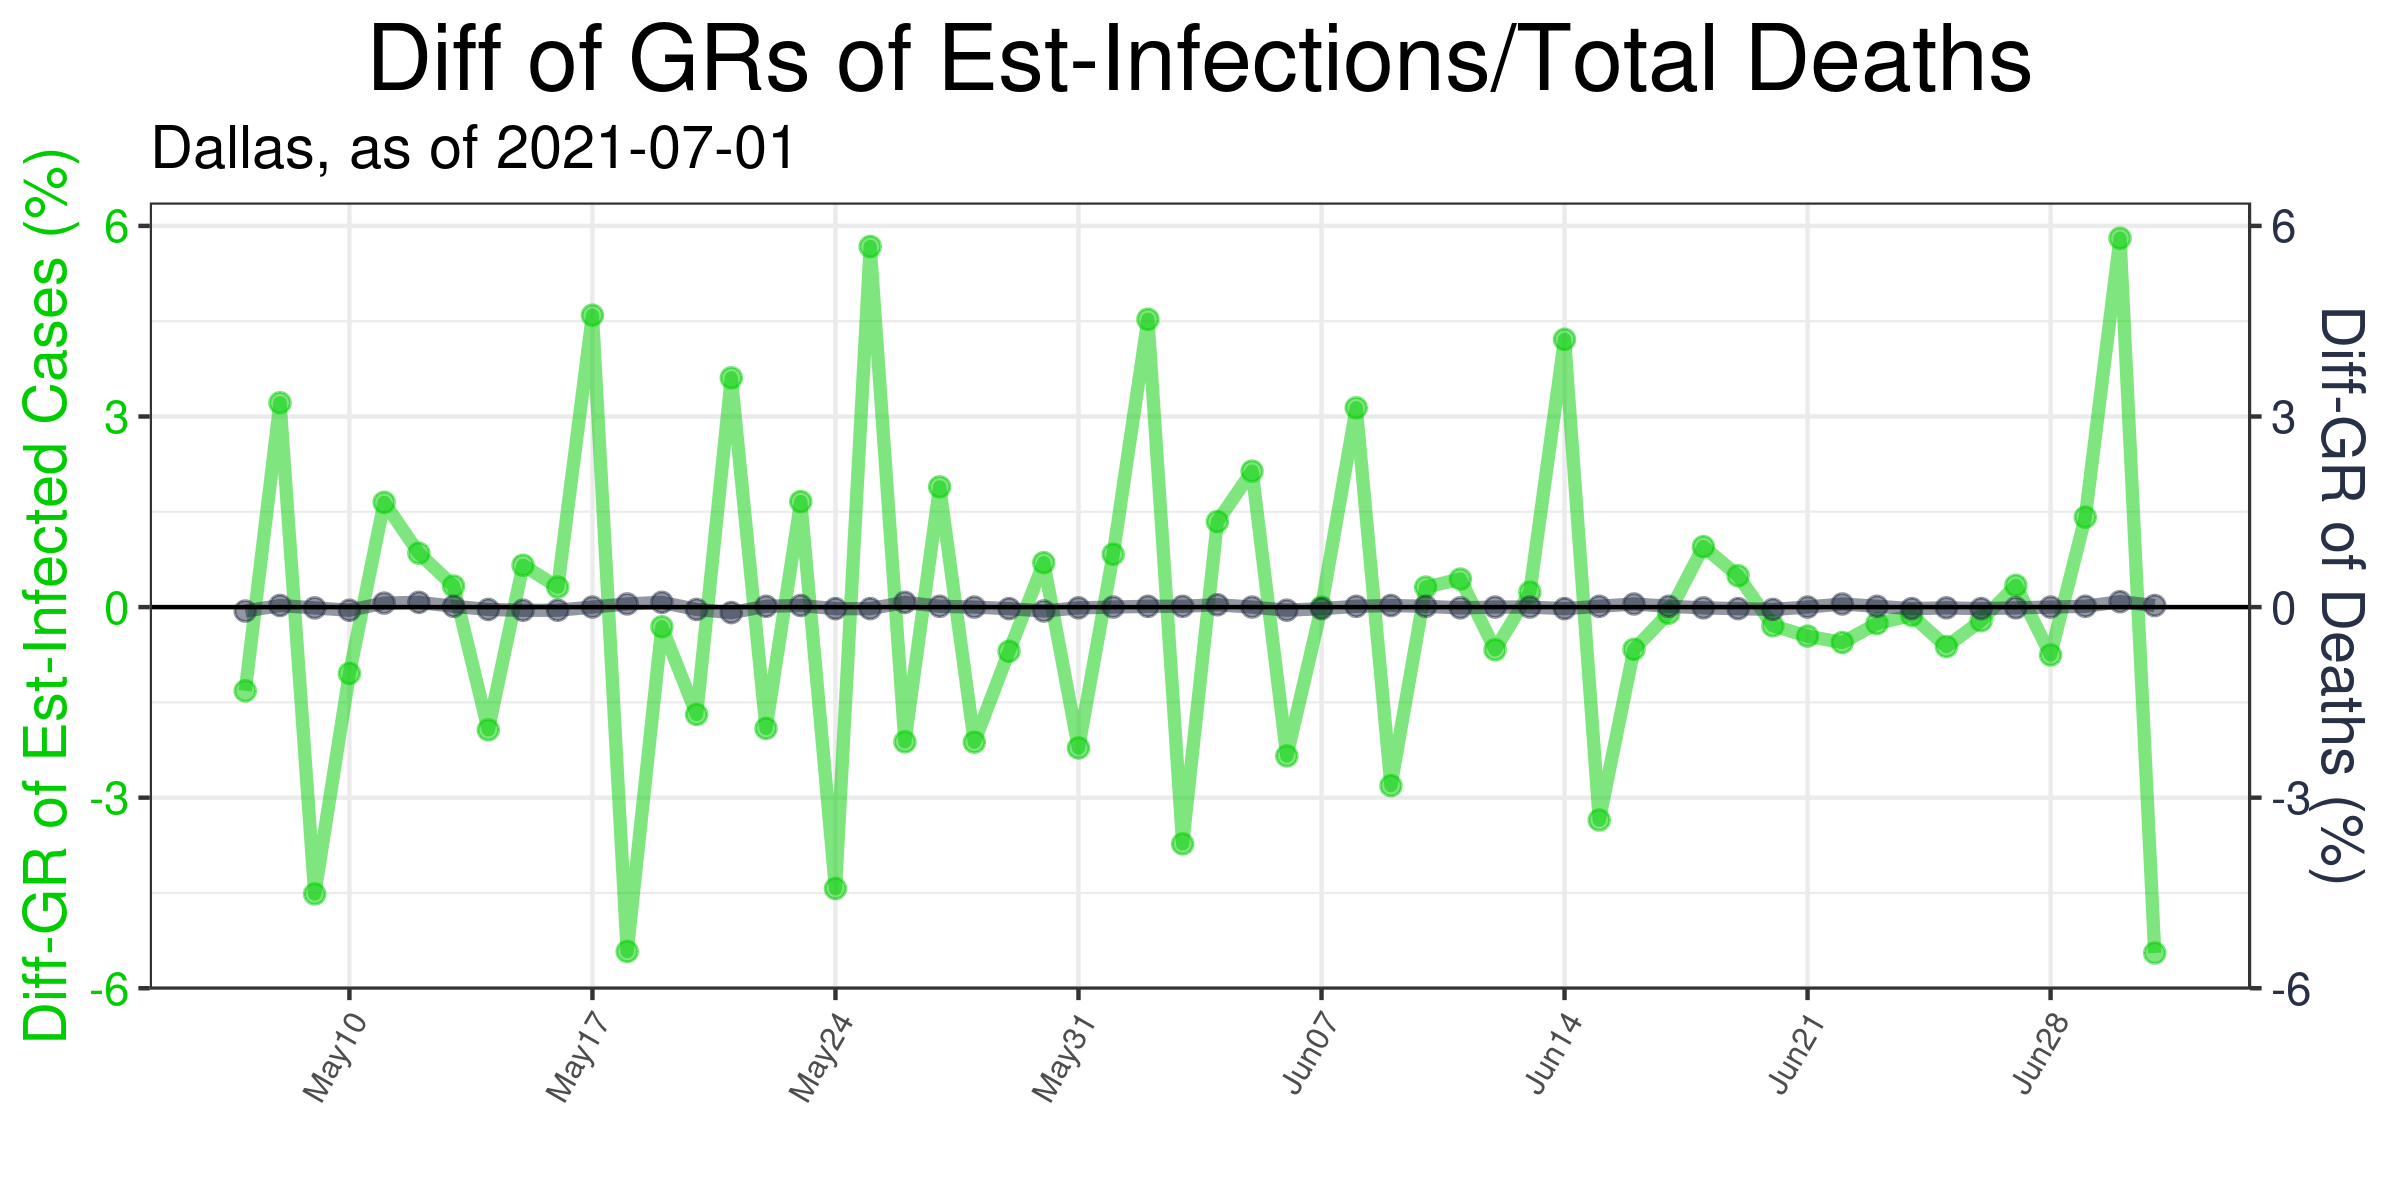 Diff of GRs of Est-Infections/Total Deaths
Dallas, as of 2021-07-01
Diff-GR of Est-Infected Cases (%)
6
3
0
-3
-6
6
3
0
-3
-6
Diff-GR of Deaths (%)
May10
May17
May24
May31
Jun07
Jun14
Jun21
Jun28